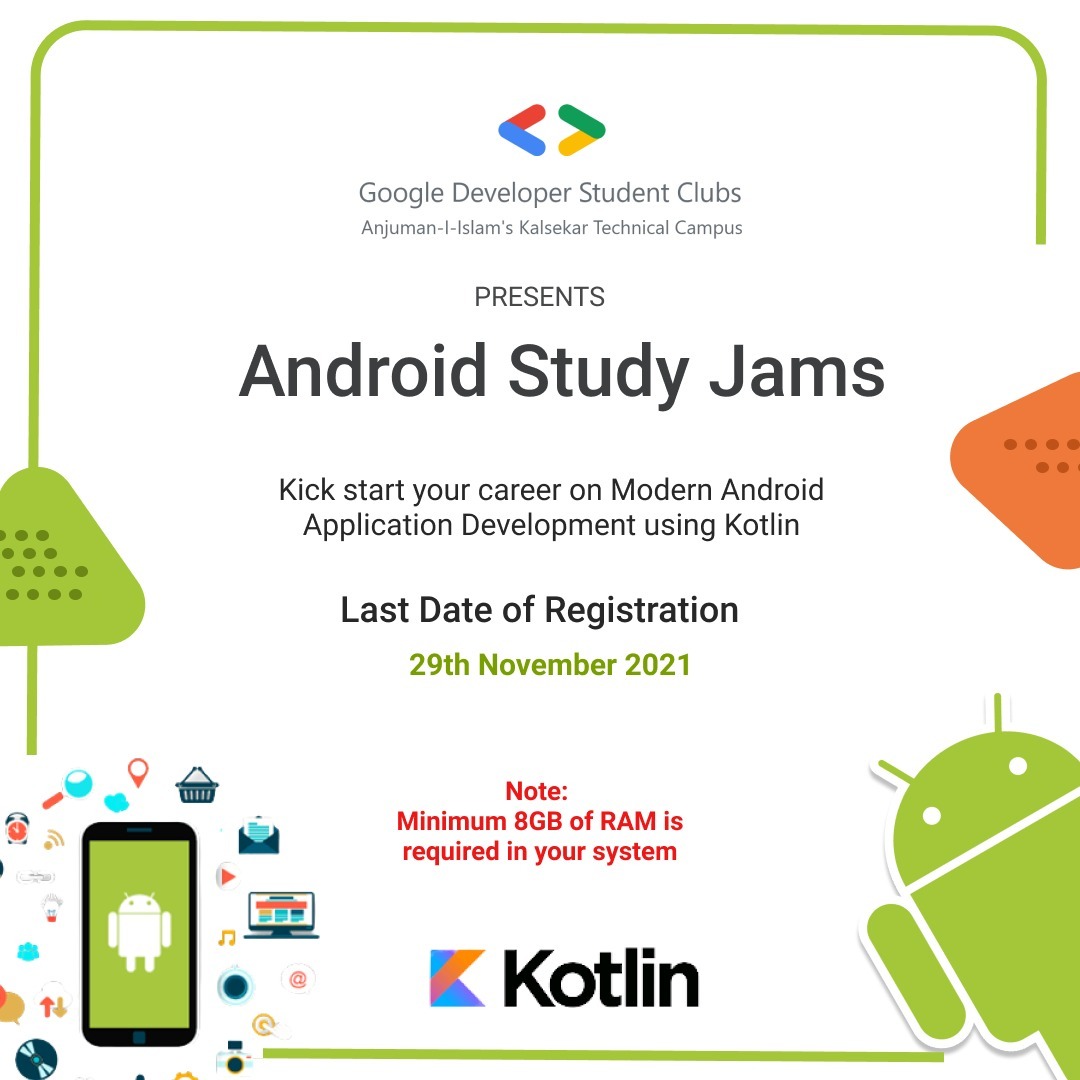 Google Developer Student Clubs
Anjuman-I-Islam's Kalsekar Technical Campus
PRESENTS
Android Study Jams
Kick start your career on Modern Android
Application Development using Kotlin
Last Date of Registration
29th November 2021
Note:
Minimum 8GB of RAM is
required in your system
@
Kotlin